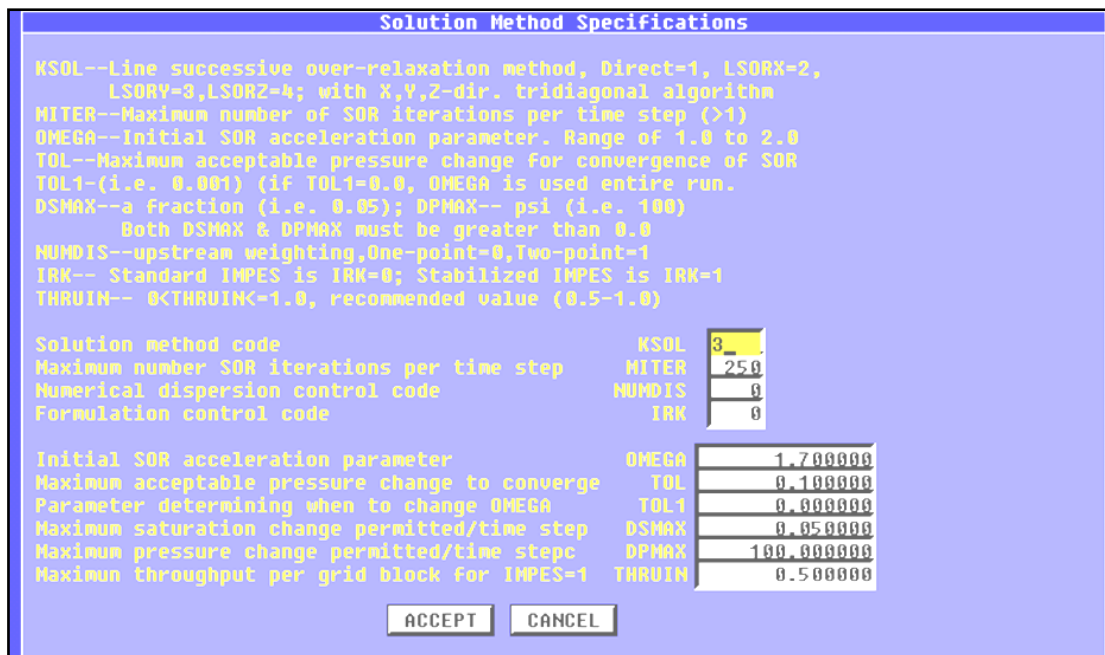 Solution Method Specifications
KSOL--Line successive over-relaxation method, Direct=1, LSORX=2,
LSORY=3,LSORZ=4; with X,Y,Z-dir. tridiagonal algorithm
MITER--Maximum number of SOR iterations per time step (>1)
OMEGA--Initial SOR acceleration parameter. Range of 1.0 to 2.0
TOL--Maximum acceptable pressure change for convergence of SOR
TOL1-(i.e. 0.001) (if TOL1=0.0, OMEGA is used entire run.
DSMAX--a fraction (i.e. 0.05); DPMAX-- psi (i.e. 100)
Both DSMAX & DPMAX must be greater than 0.0
NUMDIS--upstream weighting,One-point=0,Two-point=1
IRK-- Standard IMPES is IRK=0; Stabilized IMPES is IRK=1
THRUIN-- 0<THRUIN<=1.0, recommended value (0.5-1.0)
Solution method code KSOL 3_
Maximum number SOR iterations per time step MITER 250
Numerical dispersion control code NUMDIS 0
Formulation control code IRK 0
Initial SOR acceleration parameter OMEGA 1.700000
Maximum acceptable pressure change to converge TOL 0.100000
Parameter determining when to change OMEGA TOL1 0.000000
Maximum saturation change permitted/time step DSMAX 0.050000
Maximum pressure change permitted/time stepc DPMAX 100.000000
Maximun throughput per grid block for IMPES=1 THRUIN 0.500000
ACCEPT CANCEL